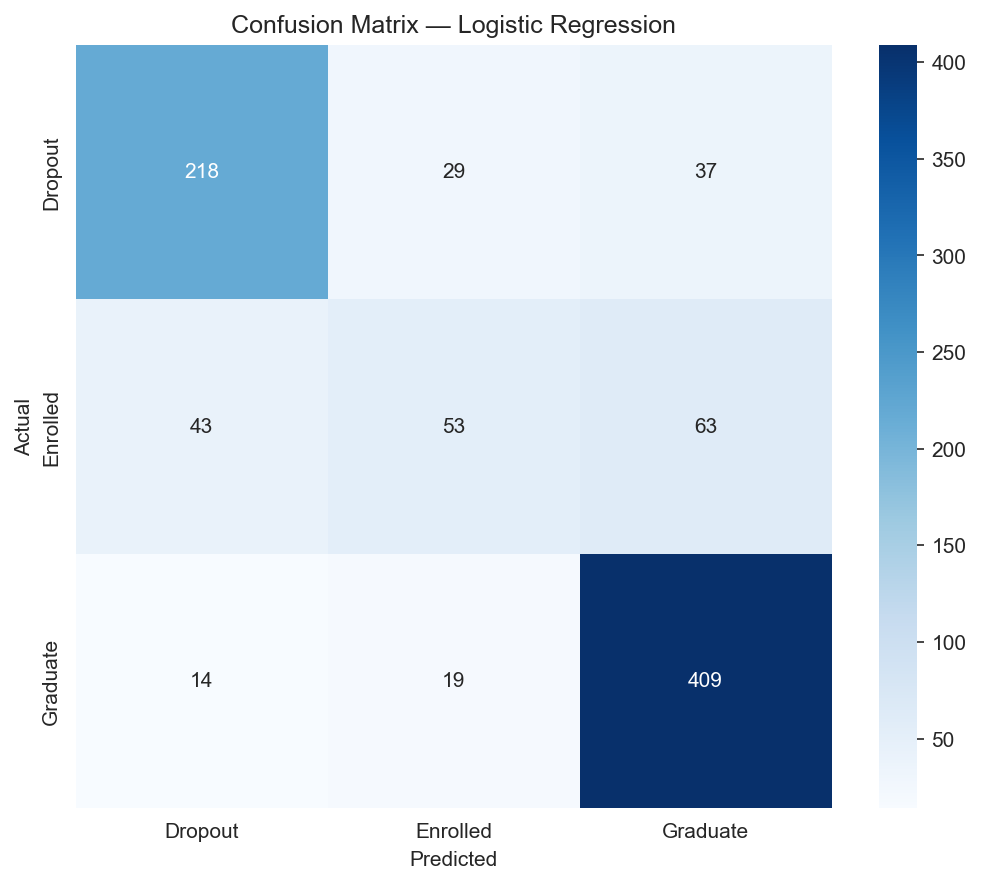 Confusion Matrix — Logistic Regression
Actual
Dropout
218 29 37
Enrolled
43 53 63
Graduate
14 19 409
Dropout Enrolled Graduate
Predicted
400
350
300
250
200
150
100
50